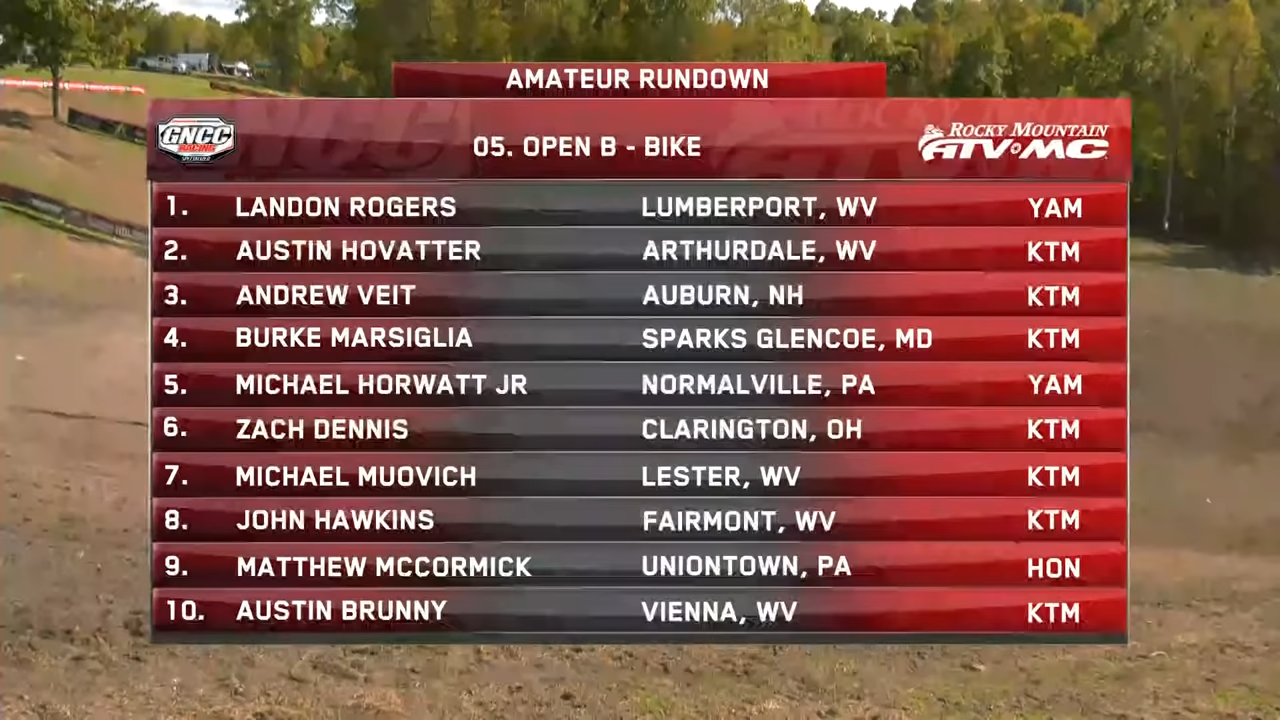 AMATEUR RUNDOWN
GNCC
RACING
05. OPEN B - BIKE
ROCKY MOUNTAIN
ATV MC
1. LANDON ROGERS LUMBERPORT, WV YAM
2. AUSTIN HOVATTER ARTHURDALE, WV KTM
3. ANDREW VEIT AUBURN, NH KTM
4. BURKE MARSIGLIA SPARKS GLENCOE, MD KTM
5. MICHAEL HORWATT JR NORMALVILLE, PA YAM
6. ZACH DENNIS CLARINGTON, OH KTM
7. MICHAEL MUOVICH LESTER, WV KTM
8. JOHN HAWKINS FAIRMONT, WV KTM
9. MATTHEW MCCORMICK UNIONTOWN, PA HON
10. AUSTIN BRUNNY VIENNA, WV KTM